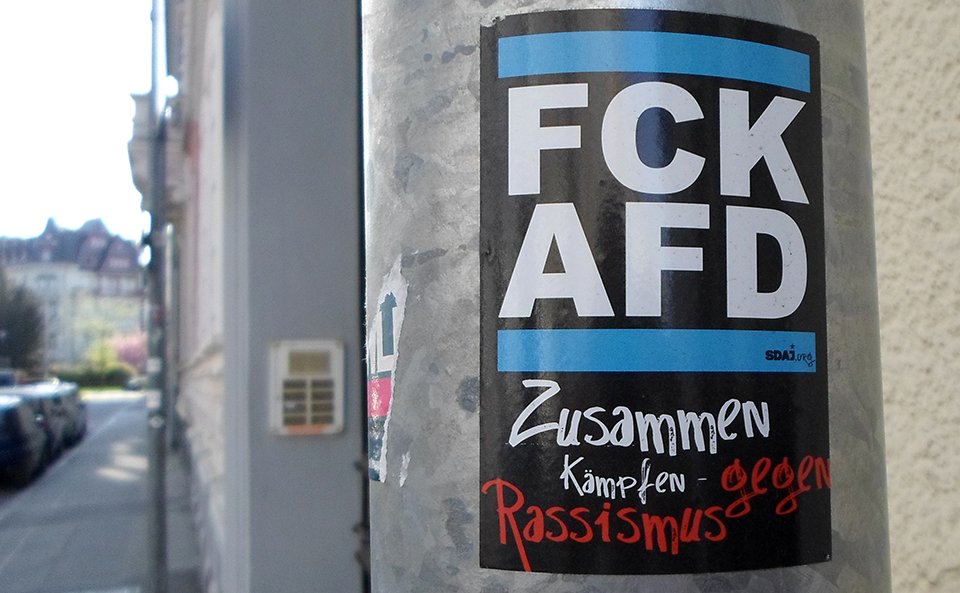 FCK
AFD
SDAJ.ORG
Zusammen
Kämpfen - gegen
Rassismus